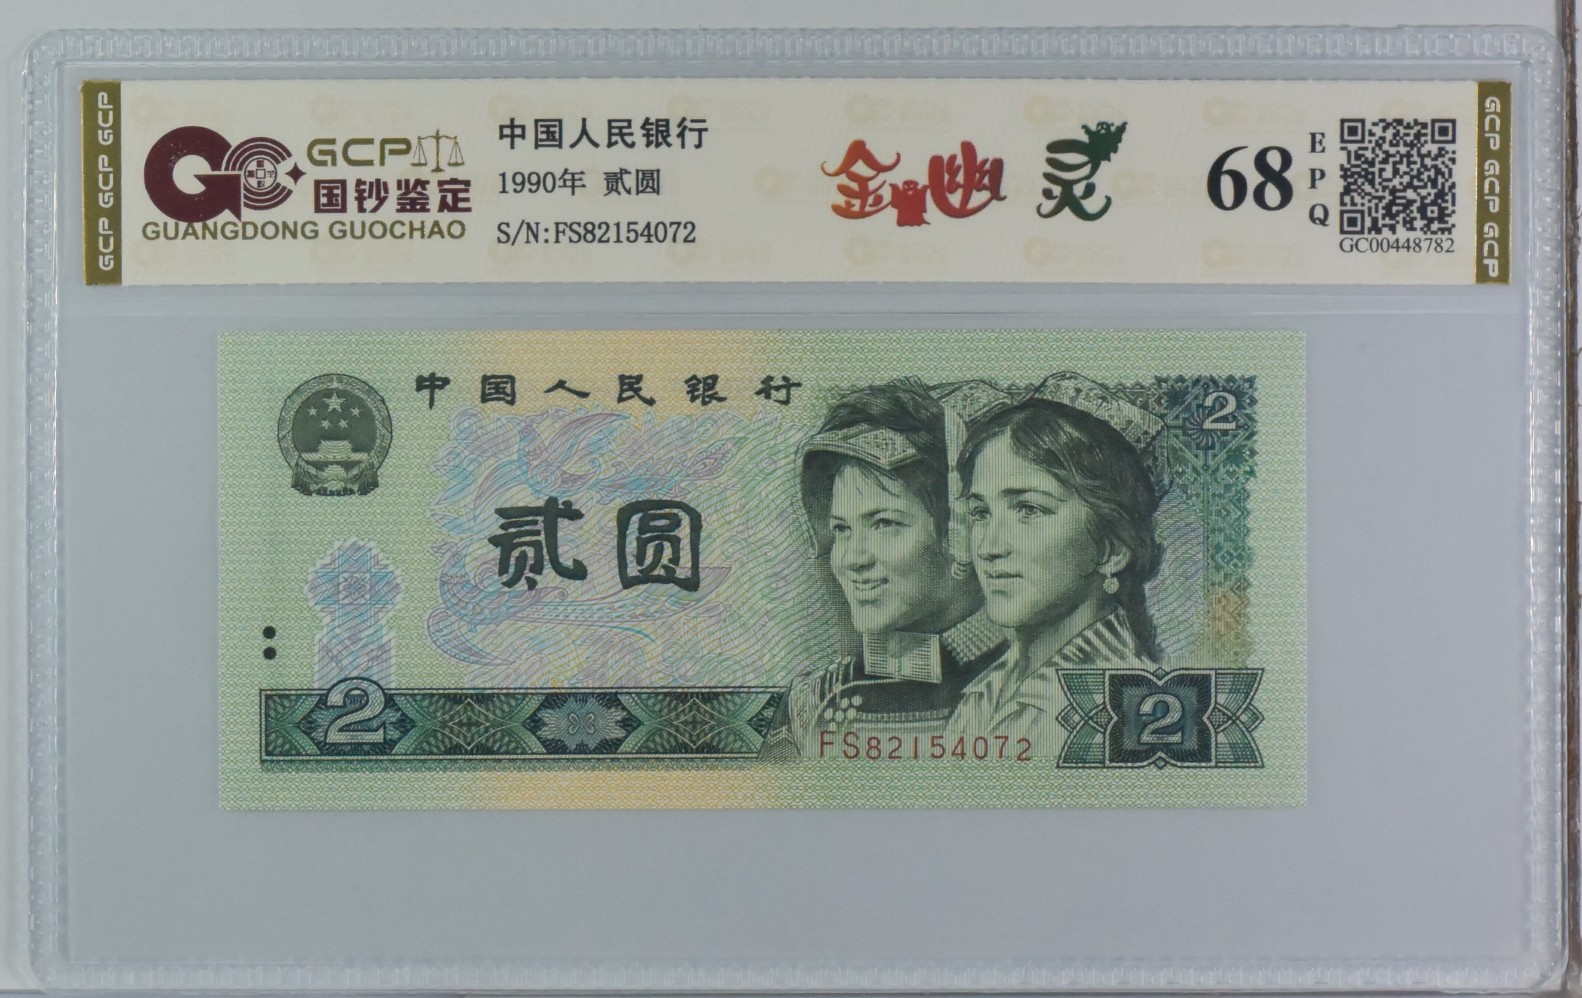 GCP GCP GCP
GCP
国钞鉴定
GUANGDONG GUOCHAO
中国人民银行
1990年 贰圆
S/N:FS82154072
金幽灵
68
EPQ
GC00448782
GCP GCP GCP
中国人民银行
2
贰圆
2
FS82154072
2